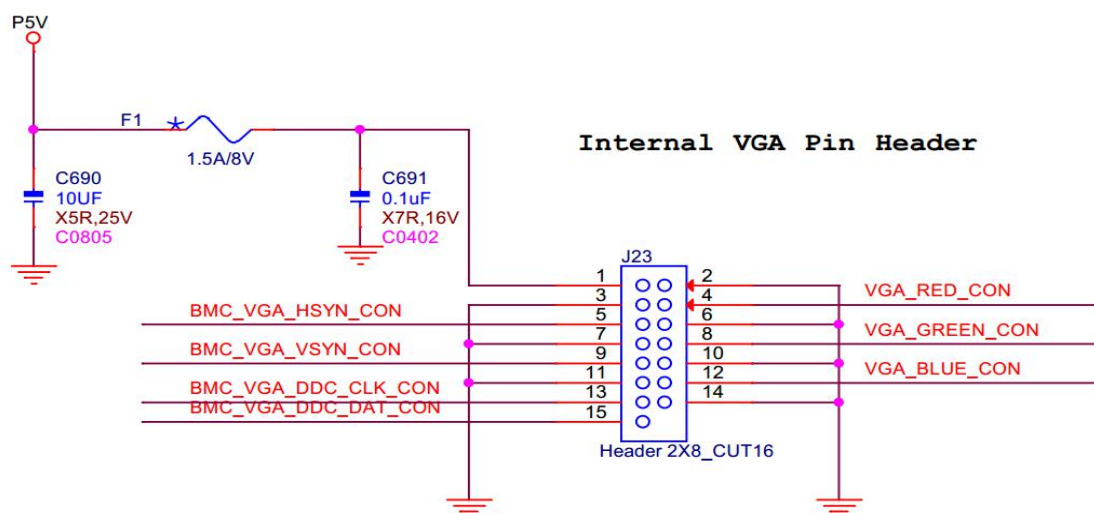 P5V
F1
*
1.5A/8V
Internal VGA Pin Header
C690
10UF
X5R,25V
C0805
C691
0.1uF
X7R,16V
C0402
J23
1 2
3 4 VGA_RED_CON
BMC_VGA_HSYN_CON 5 6
7 8 VGA_GREEN_CON
BMC_VGA_VSYN_CON 9 10
11 12 VGA_BLUE_CON
BMC_VGA_DDC_CLK_CON 13 14
BMC_VGA_DDC_DAT_CON 15
Header 2X8_CUT16